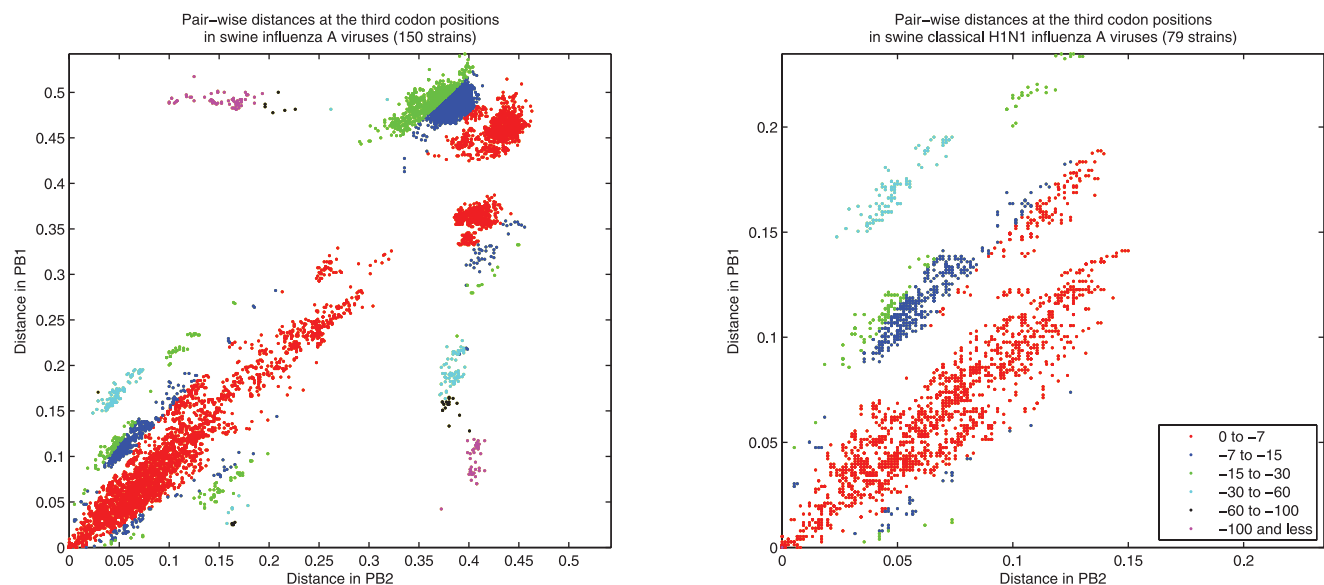 Pair-wise distances at the third codon positions
in swine influenza A viruses (150 strains)
0.5
0.45
0.4
0.35
0.3
0.25
0.2
0.15
0.1
0.05
0
0
0.05
0.1
0.15
0.2
0.25
0.3
0.35
0.4
0.45
0.5
Distance in PB1
Distance in PB2
Pair-wise distances at the third codon positions
in swine classical H1N1 influenza A viruses (79 strains)
0.2
0.15
0.1
0.05
0
0
0.05
0.1
0.15
0.2
Distance in PB1
Distance in PB2
0 to -7
-7 to -15
-15 to -30
-30 to -60
-60 to -100
-100 and less